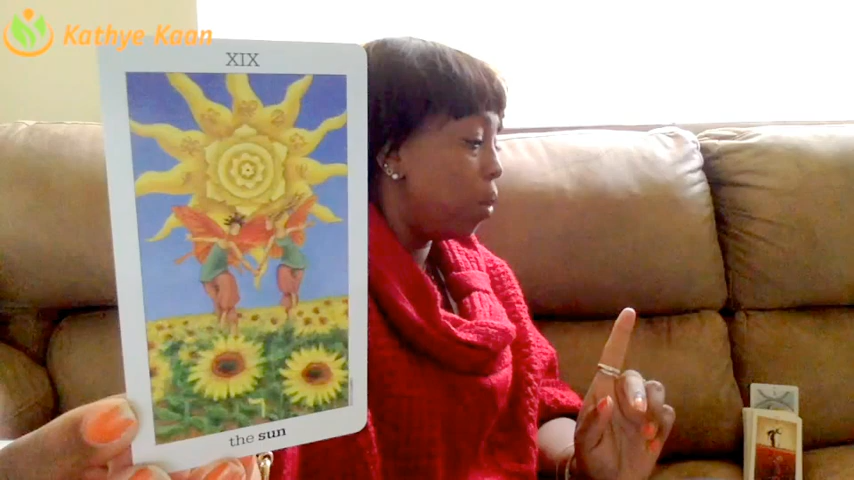 Kathye Kaan
XIX
the sun